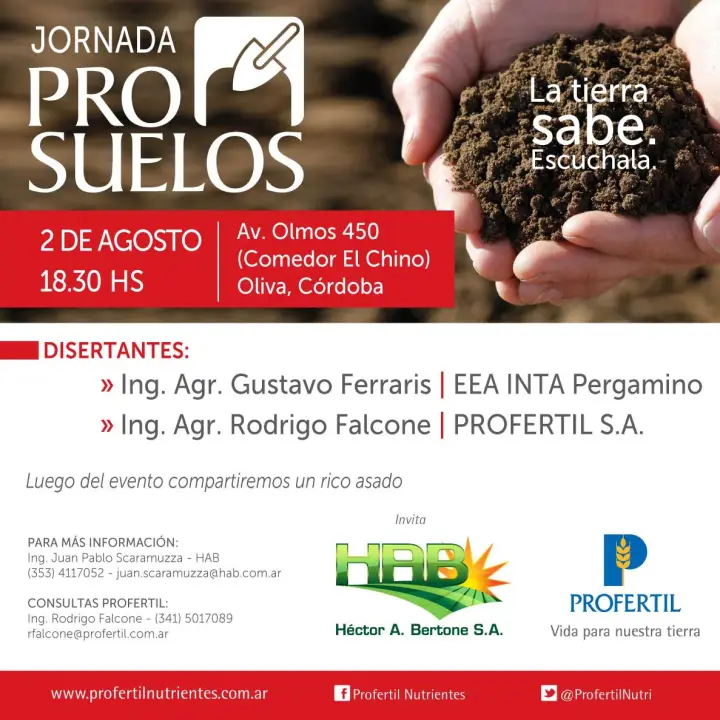 JORNADA
PRO
SUELOS
La tierra
sabe.
Escuchala.
2 DE AGOSTO
18.30 HS
Av. Olmos 450
(Comedor El Chino)
Oliva, Córdoba
DISERTANTES:
» Ing. Agr. Gustavo Ferraris | EEA INTA Pergamino
» Ing. Agr. Rodrigo Falcone | PROFERTIL S.A.
Luego del evento compartiremos un rico asado
PARA MÁS INFORMACIÓN:
Ing. Juan Pablo Scaramuzza - HAB
(353) 4117052 - juan.scaramuzza@hab.com.ar
CONSULTAS PROFERTIL:
Ing. Rodrigo Falcone - (341) 5017089
rfalcone@profertil.com.ar
Invita
HAB
Héctor A. Bertone S.A.
PROFERTIL
Vida para nuestra tierra
www.profertilnutrientes.com.ar
Profertil Nutrientes
@ProfertilNutri